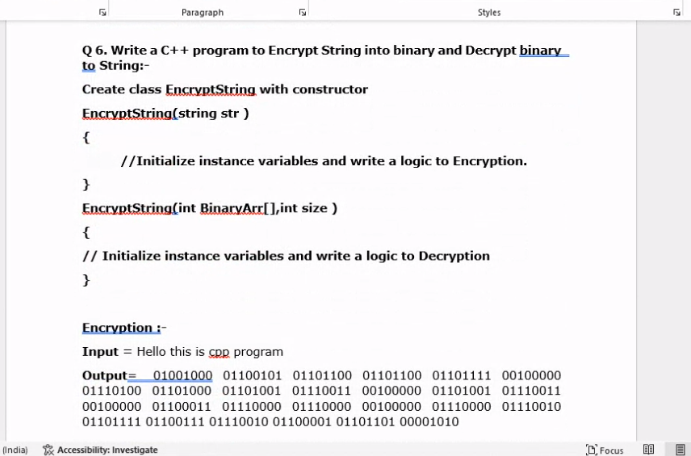 Paragraph Styles
Q 6. Write a C++ program to Encrypt String into binary and Decrypt binary
to String:-
Create class EncryptString with constructor
EncryptString(string str )
{
//Initialize instance variables and write a logic to Encryption.
}
EncryptString(int BinaryArr[],int size )
{
// Initialize instance variables and write a logic to Decryption
}
Encryption :-
Input = Hello this is cpp program
Output= 01001000 01100101 01101100 01101100 01101111 00100000
01110100 01101000 01101001 01110011 00100000 01101001 01110011
00100000 01100011 01110000 01110000 00100000 01110000 01110010
01101111 01100111 01110010 01100001 01101101 00001010
(India) Accessibility: Investigate Focus